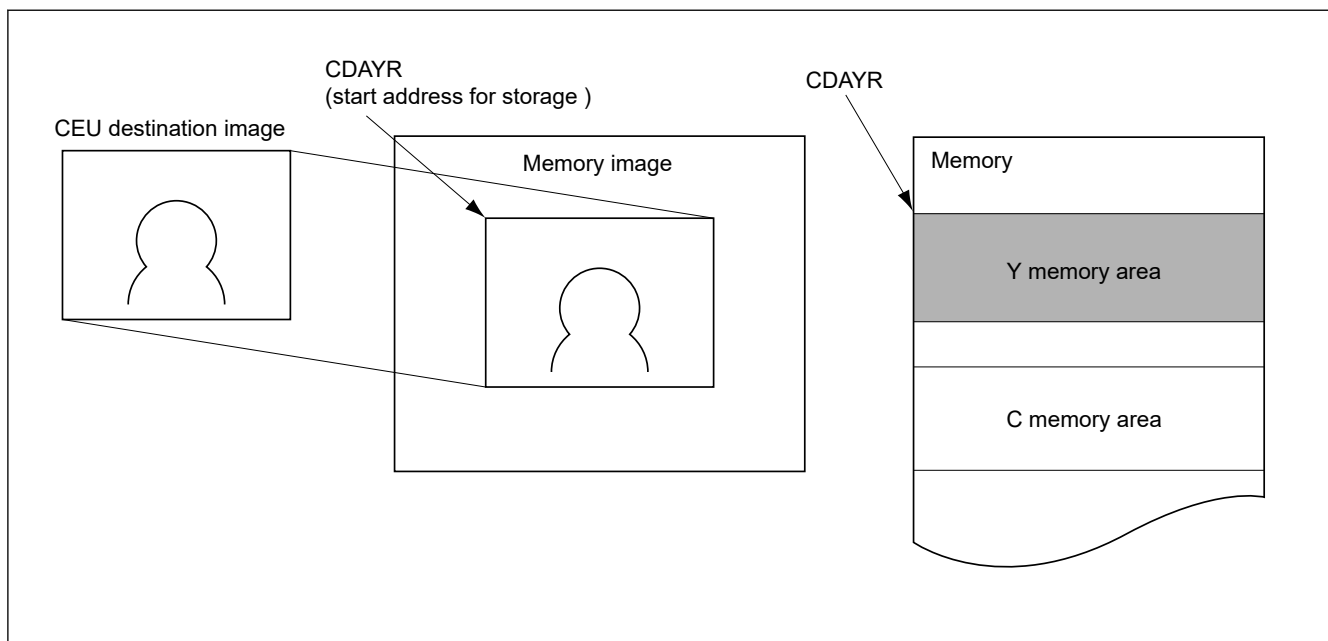 CDAYR
(start address for storage )
CEU destination image
Memory image
CDAYR
Memory
Y memory area
C memory area